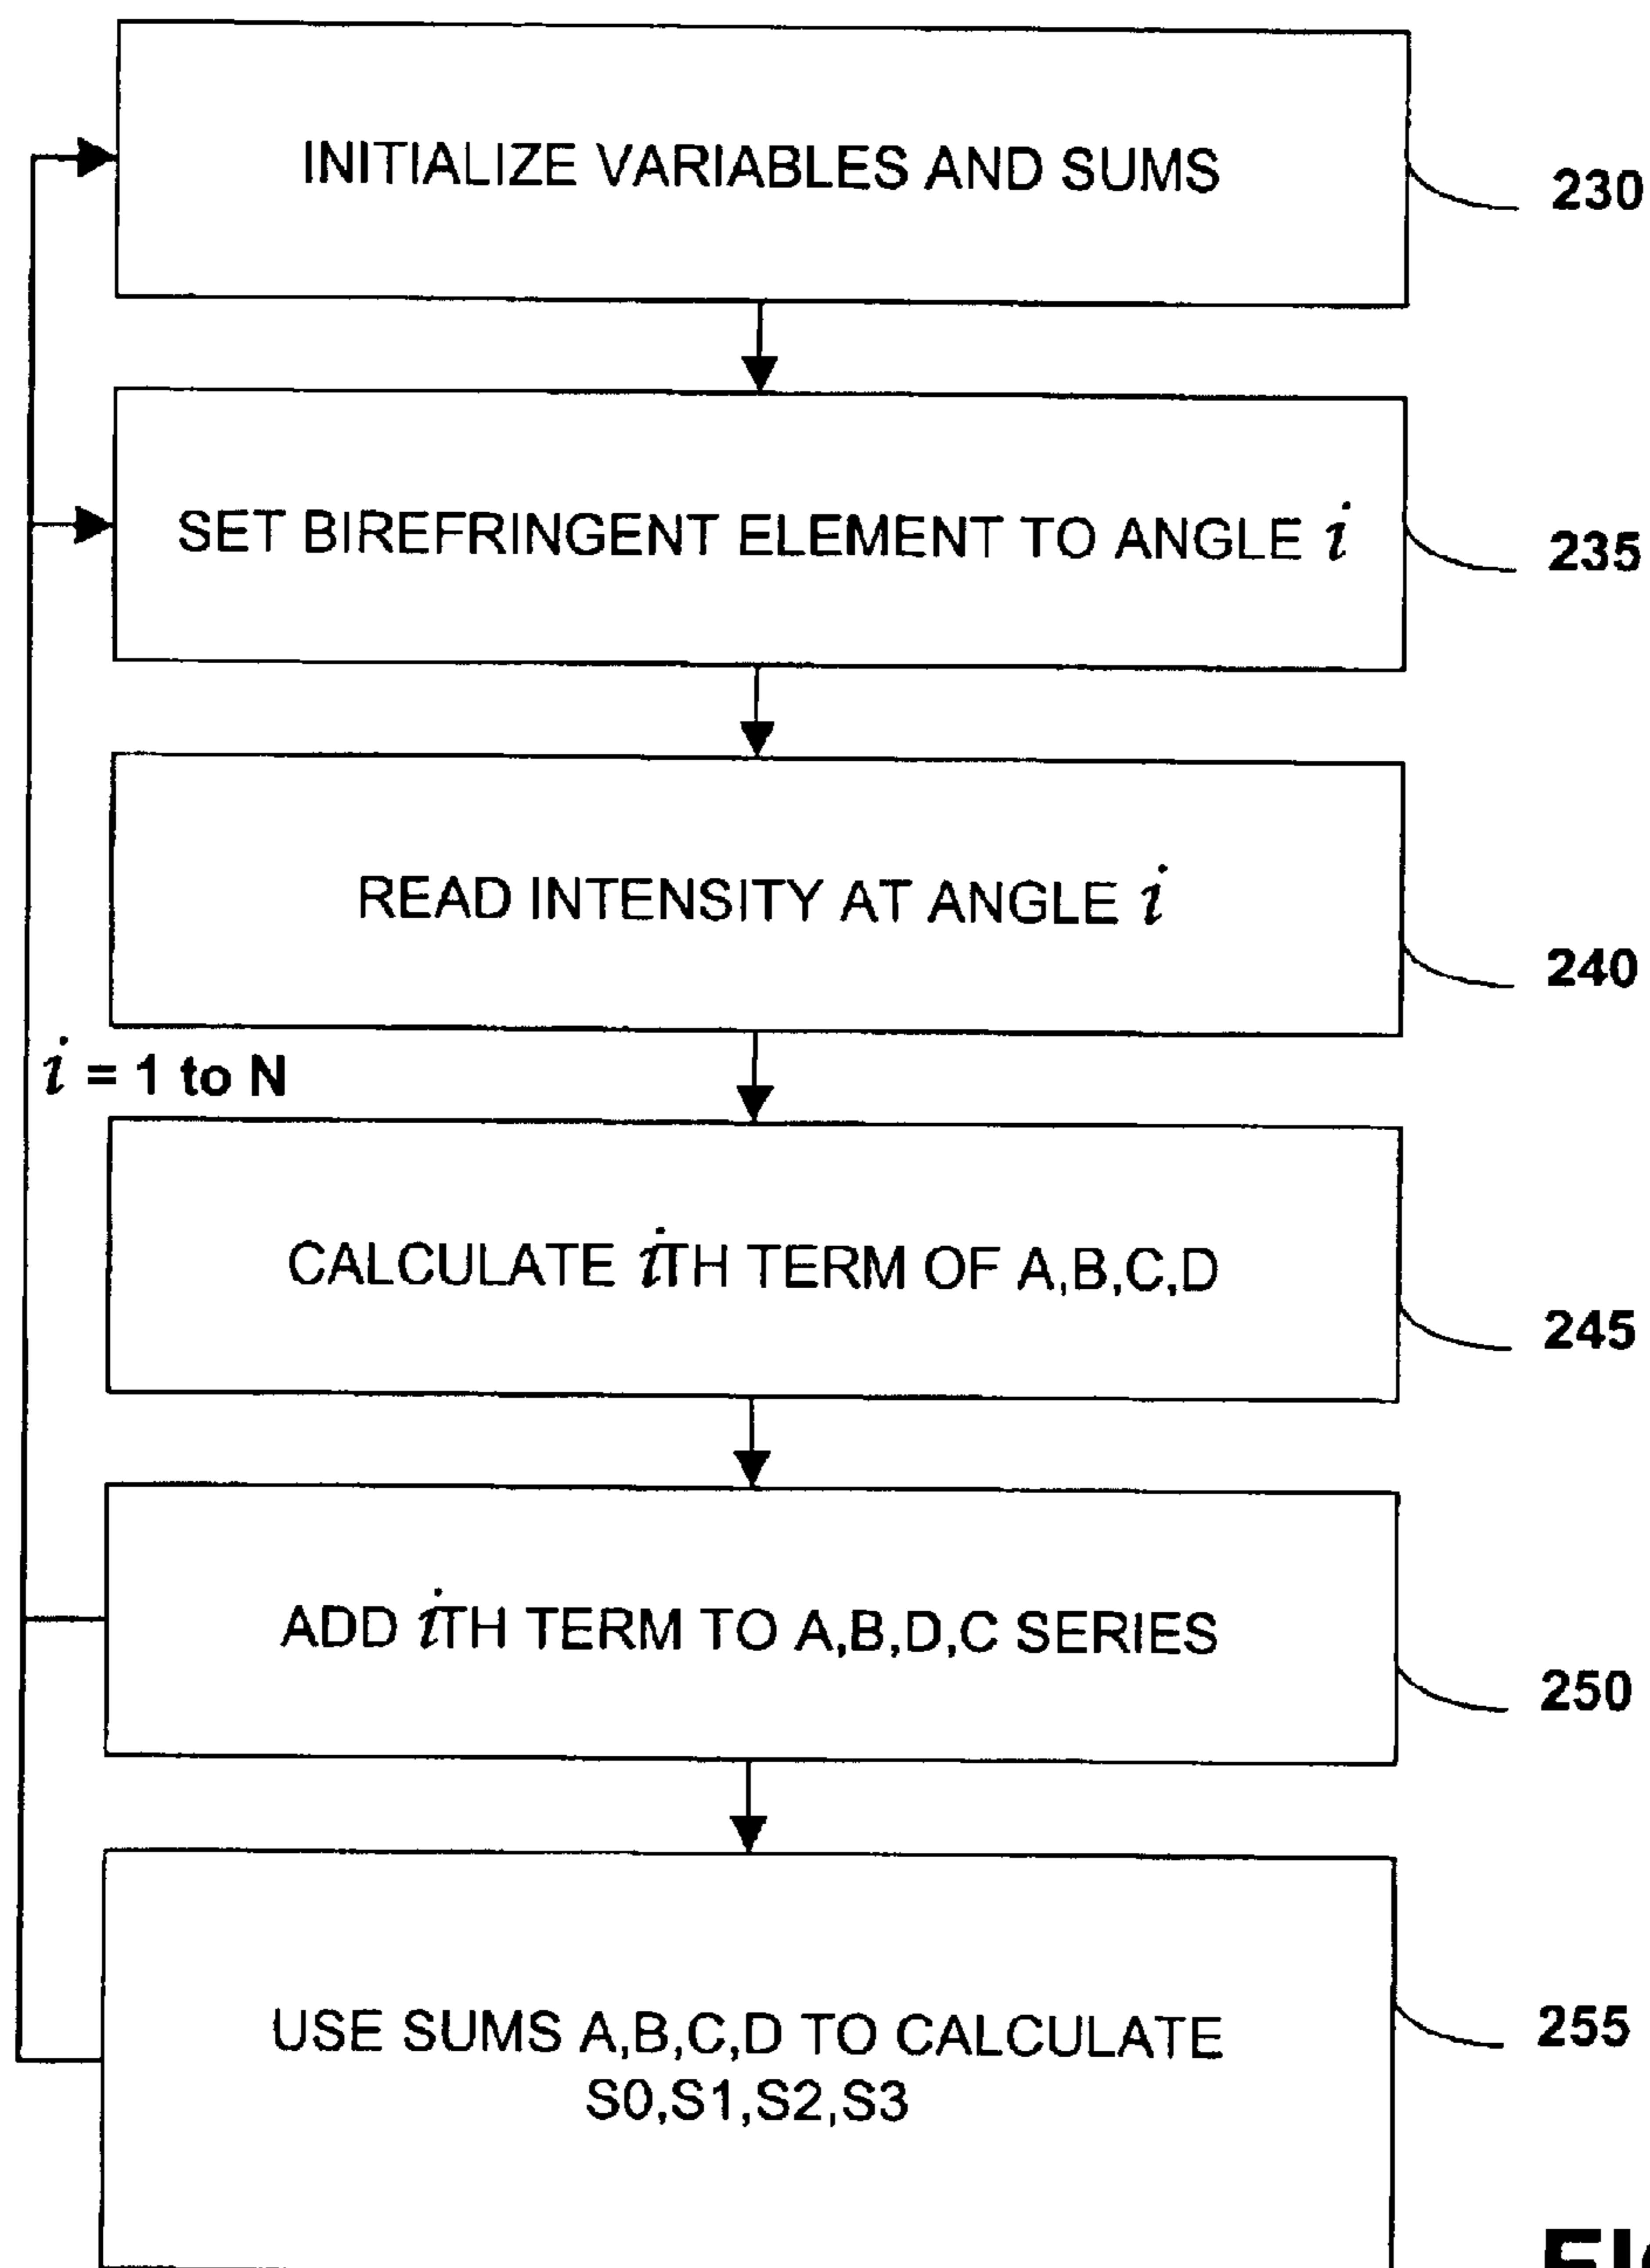 INITIALIZE VARIABLES AND SUMS
230
SET BIREFRINGENT ELEMENT TO ANGLE i
235
READ INTENSITY AT ANGLE i
240
i = 1 to N
CALCULATE iTH TERM OF A,B,C,D
245
ADD iTH TERM TO A,B,D,C SERIES
250
USE SUMS A,B,C,D TO CALCULATE
S0,S1,S2,S3
255